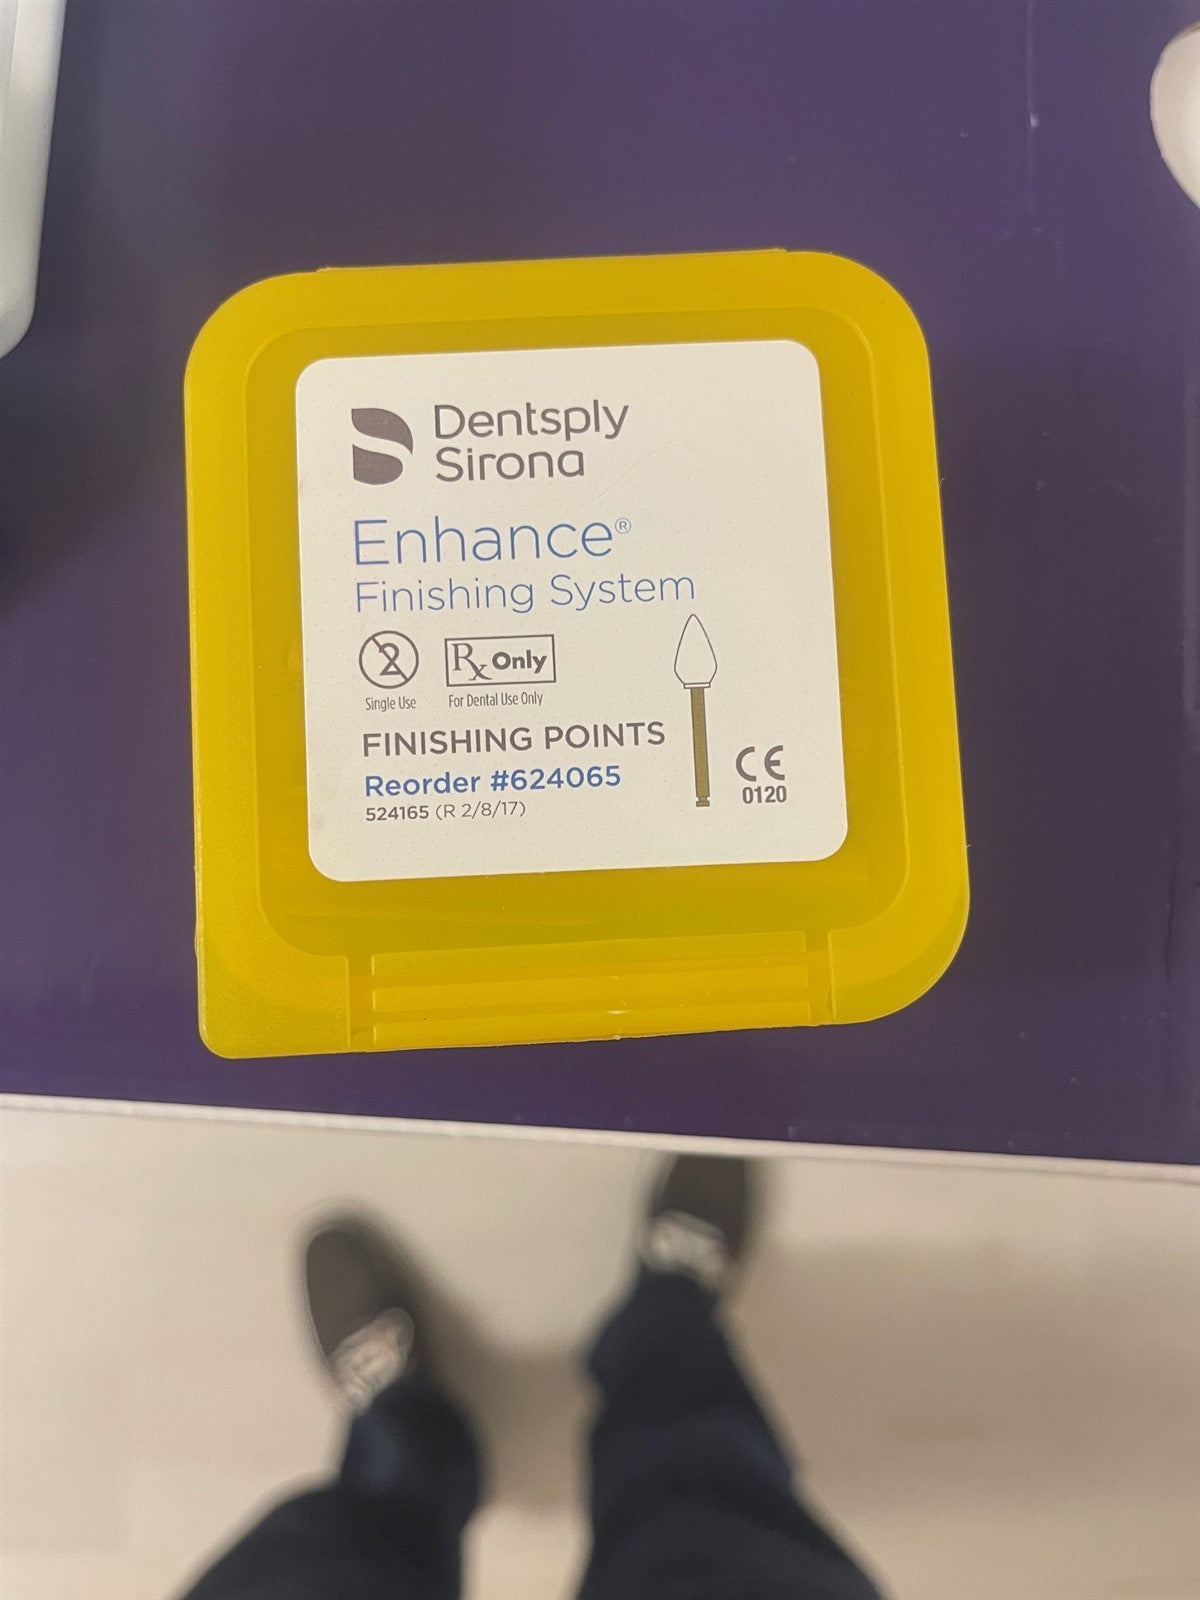 Dentsply
Sirona
Enhance®
Finishing System
2
Rx Only
Single Use
For Dental Use Only
FINISHING POINTS
Reorder #624065
524165 (R 2/8/17)
CE
0120